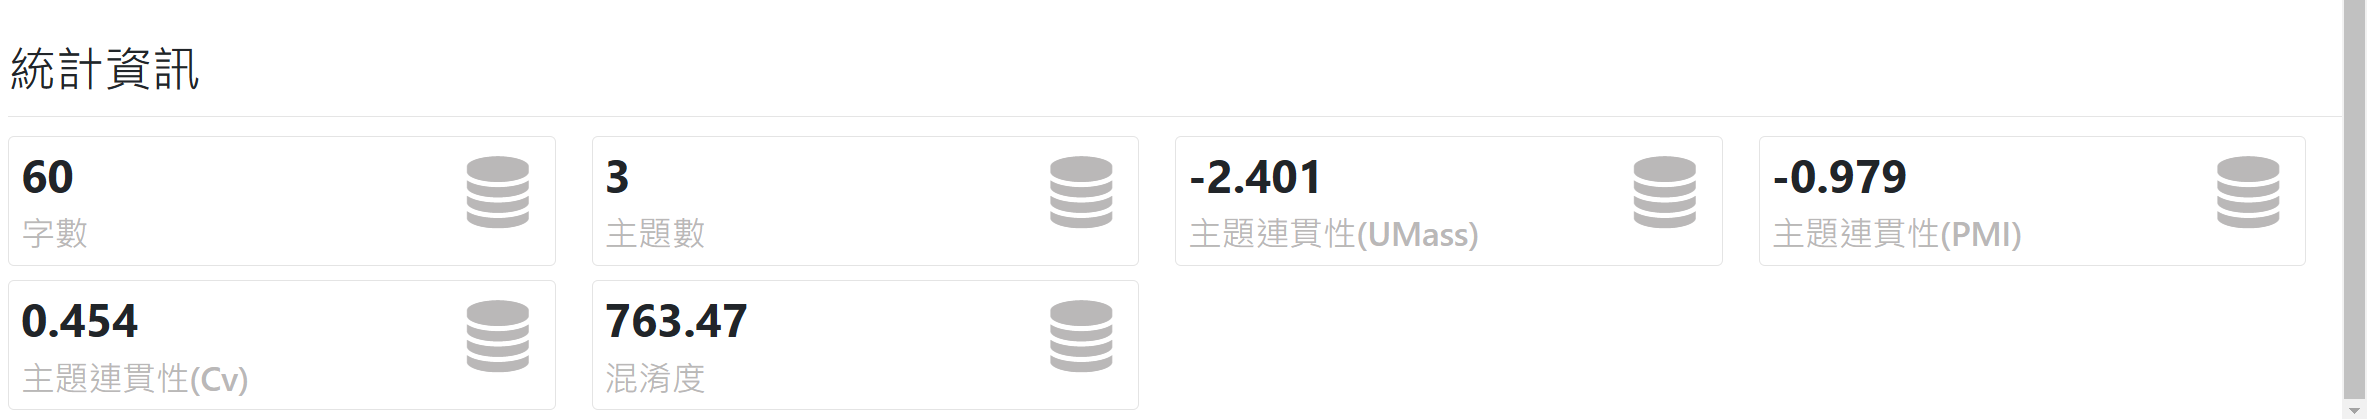 統計資訊
60
字數
3
主題數
-2.401
主題連貫性(UMass)
-0.979
主題連貫性(PMI)
0.454
主題連貫性(Cv)
763.47
混淆度